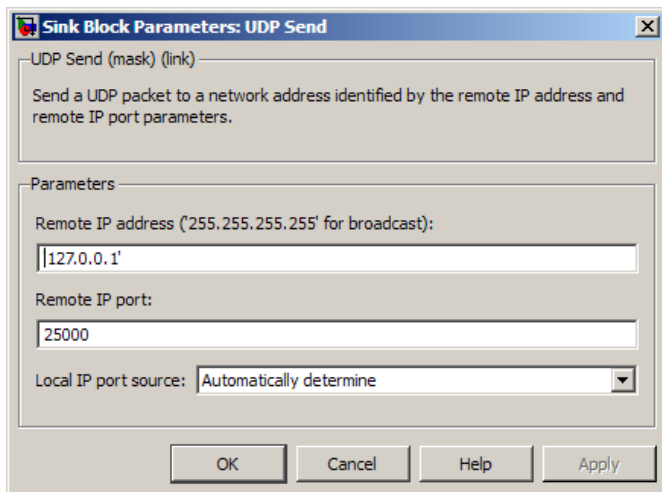 Sink Block Parameters: UDP Send
UDP Send (mask) (link)
Send a UDP packet to a network address identified by the remote IP address and
remote IP port parameters.
Parameters
Remote IP address ('255.255.255.255' for broadcast):
'127.0.0.1'
Remote IP port:
25000
Local IP port source: Automatically determine
OK Cancel Help Apply